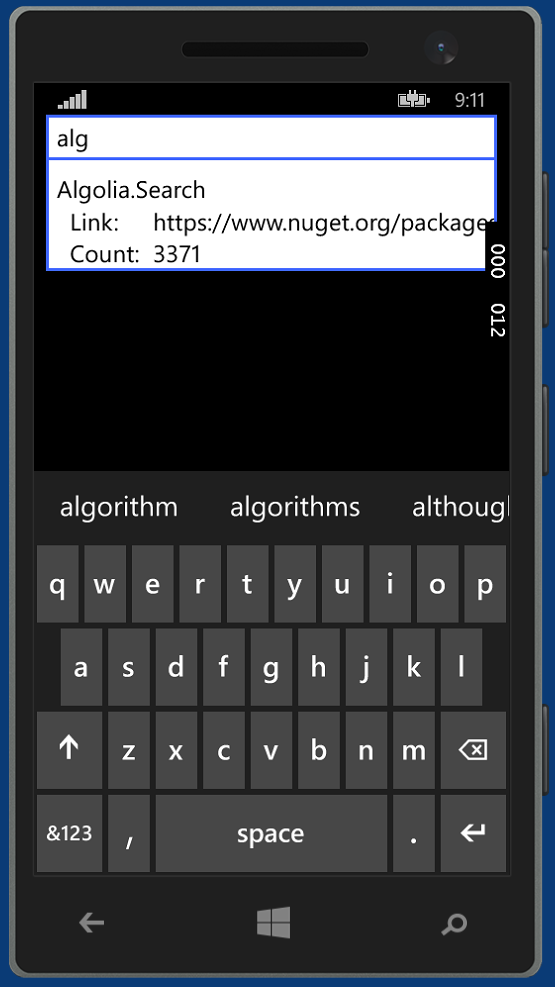 9:11
alg
Algolia.Search
Link: https://www.nuget.org/package
Count: 3371
000 012
algorithm algorithms although
q w e r t y u i o p
a s d f g h j k l
z x c v b n m
&123 , space .